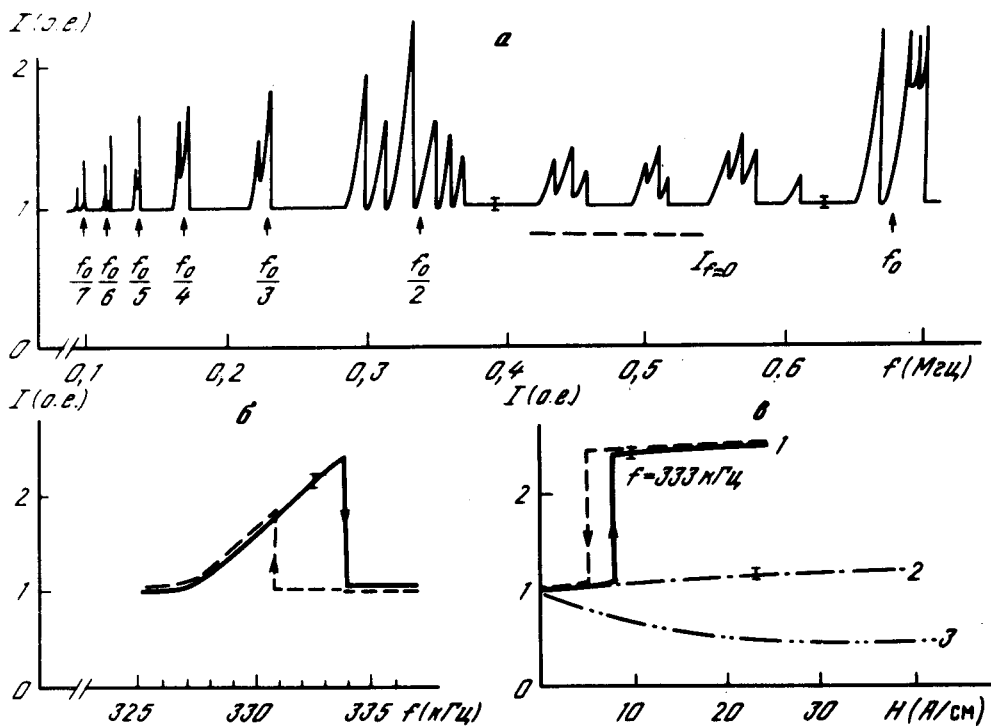 I (о.е.)
а
2
1
0
f₀/7
f₀/6
f₀/5
f₀/4
f₀/3
f₀/2
I_{f=0}
f₀
0,1
0,2
0,3
0,4
0,5
0.6
f (Мгц)
I (о.е.)
б
2
1
0
325
330
335
f (кГц)
I (о.е.)
в
2
1
0
1
f=333 кГц
2
3
10
20
30
H (А/см)